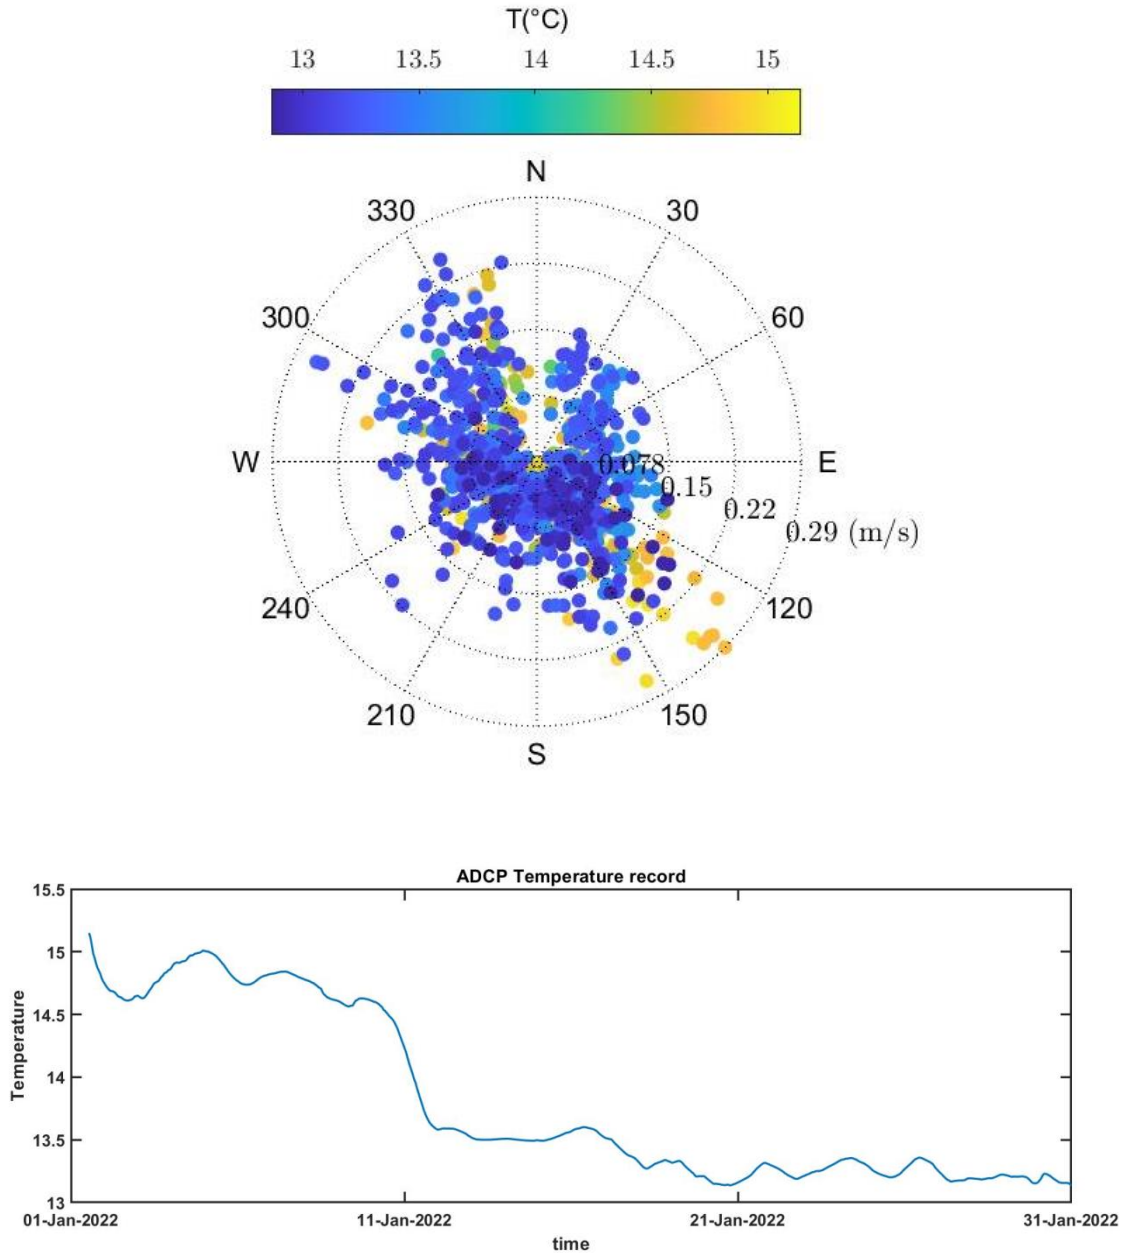 T(°C)
13 13.5 14 14.5 15
N
330 30
300 60
W E
0.078
0.15
0.22
0.29 (m/s)
240 120
210 150
S
ADCP Temperature record
15.5
15
14.5
14
13.5
13
Temperature
01-Jan-2022 11-Jan-2022 21-Jan-2022 31-Jan-2022
time